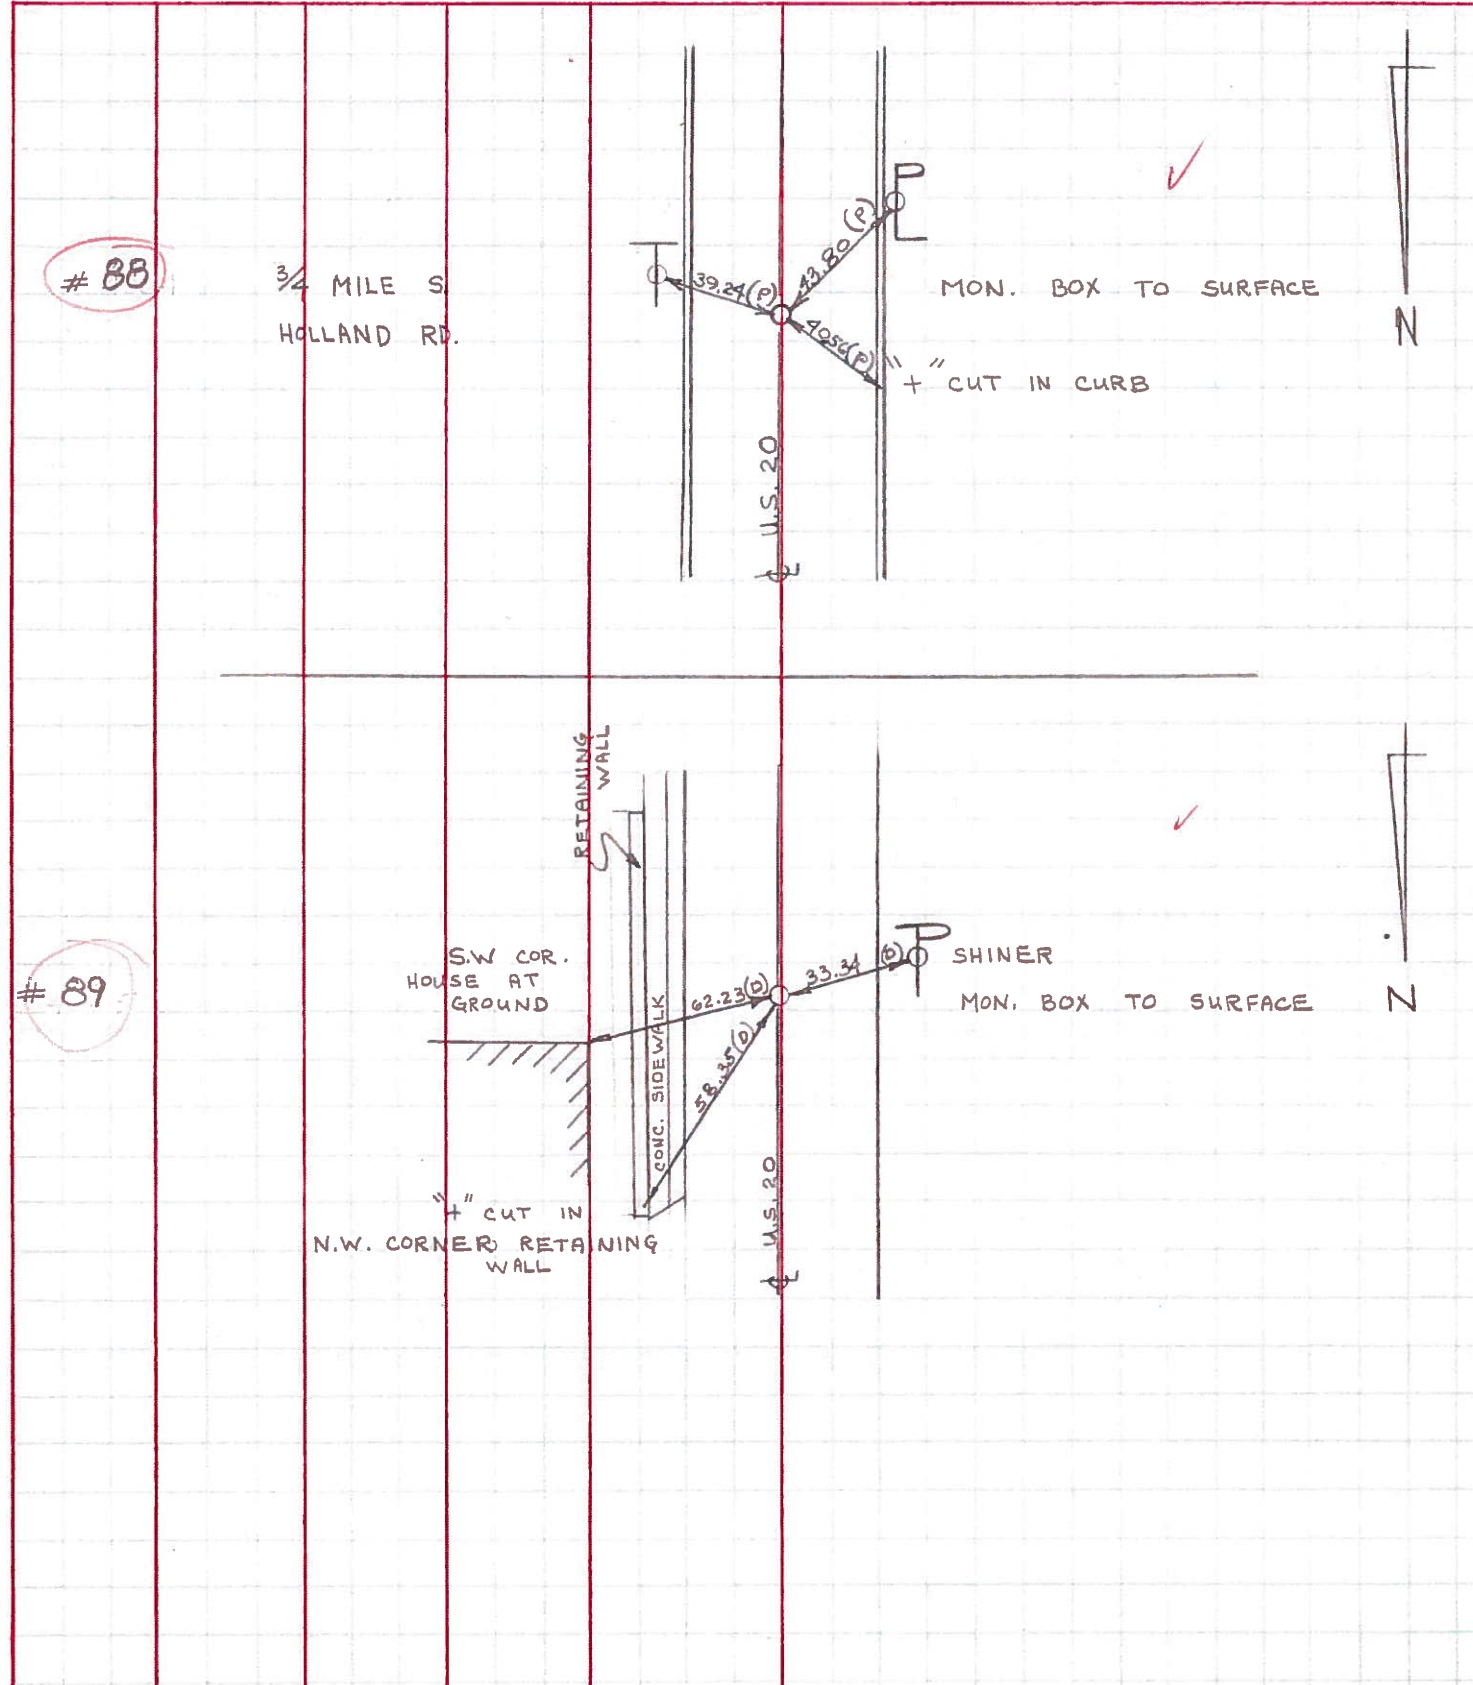 # 88
3/4 MILE S.
HOLLAND RD.
T
39.24(P)
43.80 (P)
PL
40.56(P)
MON. BOX TO SURFACE
"+" CUT IN CURB
U.S. 20
N
# 89
RETAINING
WALL
S.W COR.
HOUSE AT
GROUND
62.23(D)
58.35(D)
33.34 (D)
TP
SHINER
MON. BOX TO SURFACE
CONC. SIDEWALK
"+" CUT IN
N.W. CORNER RETAINING
WALL
U.S. 20
N